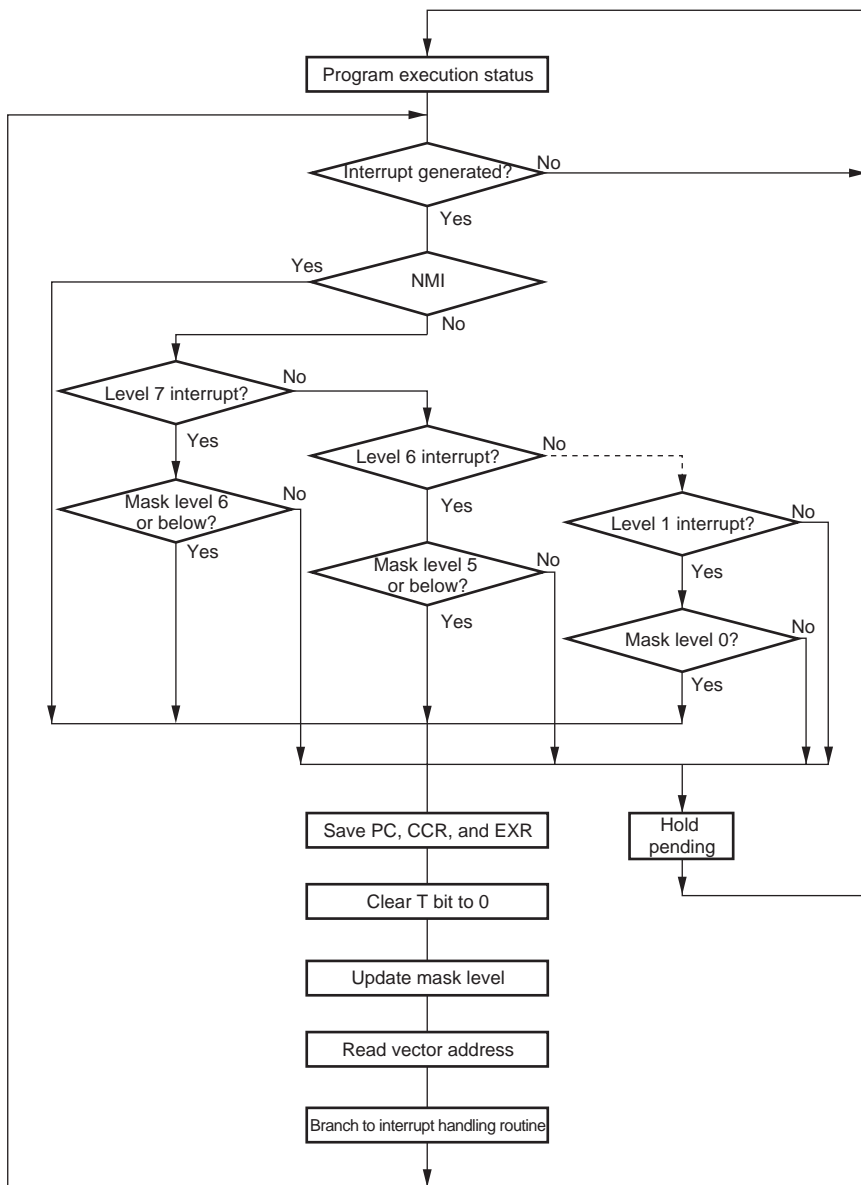 Program execution status
Interrupt generated?
No
Yes
Yes
NMI
No
Level 7 interrupt?
No
Yes
Level 6 interrupt?
No
Yes
Mask level 6
or below?
No
Yes
Level 1 interrupt?
No
Yes
Mask level 5
or below?
No
Yes
Mask level 0?
No
Yes
Save PC, CCR, and EXR
Hold
pending
Clear T bit to 0
Update mask level
Read vector address
Branch to interrupt handling routine